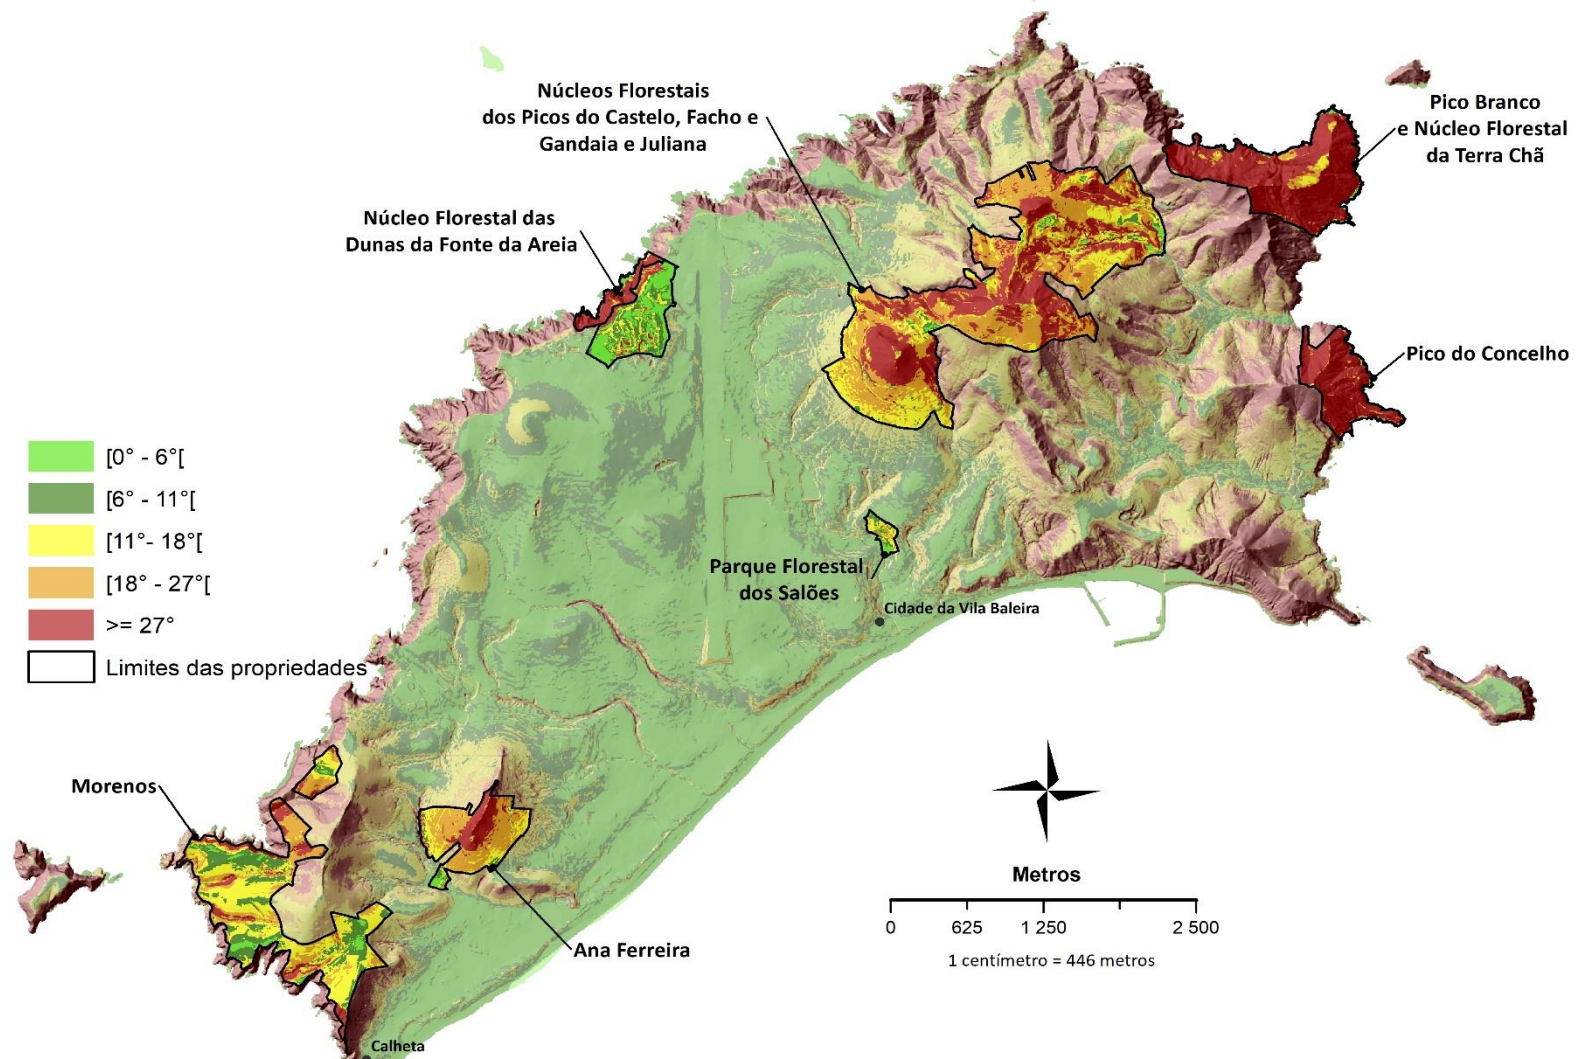 Núcleos Florestais
dos Picos do Castelo, Facho e
Gandaia e Juliana
Pico Branco
e Núcleo Florestal
da Terra Chã
Núcleo Florestal das
Dunas da Fonte da Areia
Pico do Concelho
[0° - 6°[
[6° - 11°[
[11°- 18°[
[18° - 27°[
>= 27°
Limites das propriedades
Parque Florestal
dos Salões
Cidade da Vila Baleira
Morenos
Ana Ferreira
Calheta
Metros
0 625 1 250 2 500
1 centímetro = 446 metros